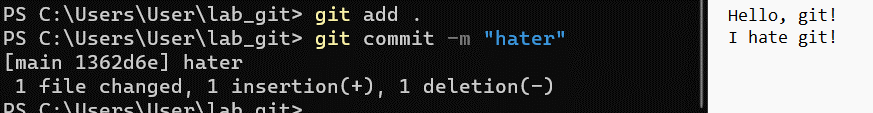 PS C:\Users\User\lab_git> git add .
PS C:\Users\User\lab_git> git commit -m "hater"
[main 1362d6e] hater
 1 file changed, 1 insertion(+), 1 deletion(-)
PS C:\Users\User\lab_git>
Hello, git!
I hate git!